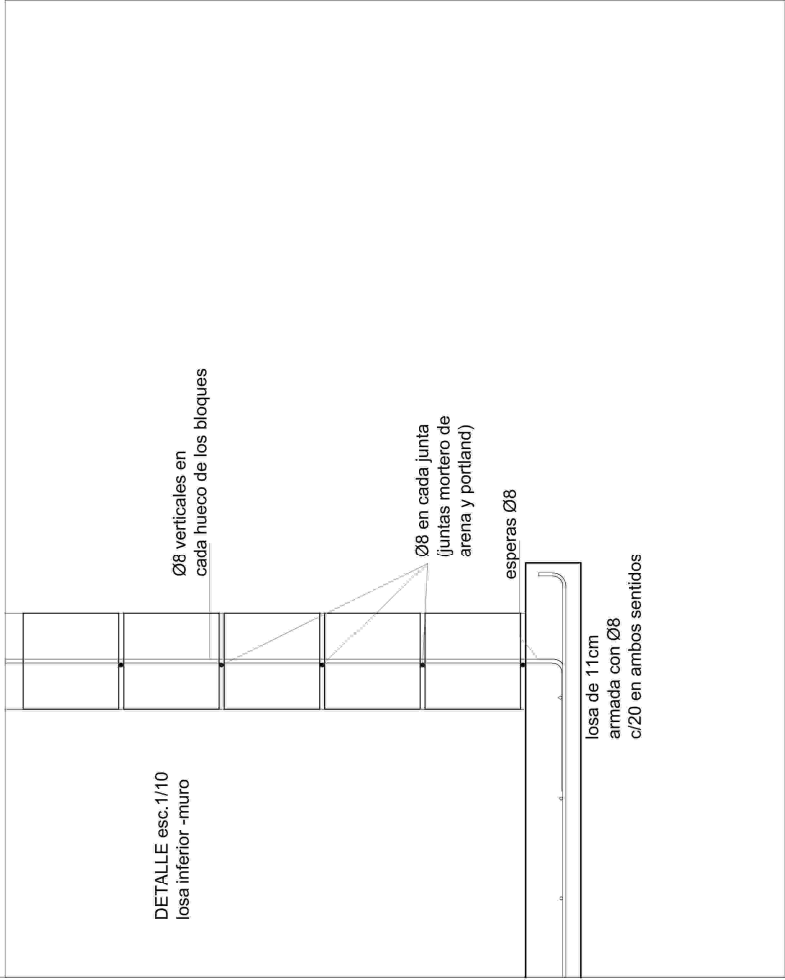 DETALLE esc.1/10
losa inferior -muro
Ø8 verticales en
cada hueco de los bloques
Ø8 en cada junta
(juntas mortero de
arena y portland)
esperas Ø8
losa de 11cm
armada con Ø8
c/20 en ambos sentidos